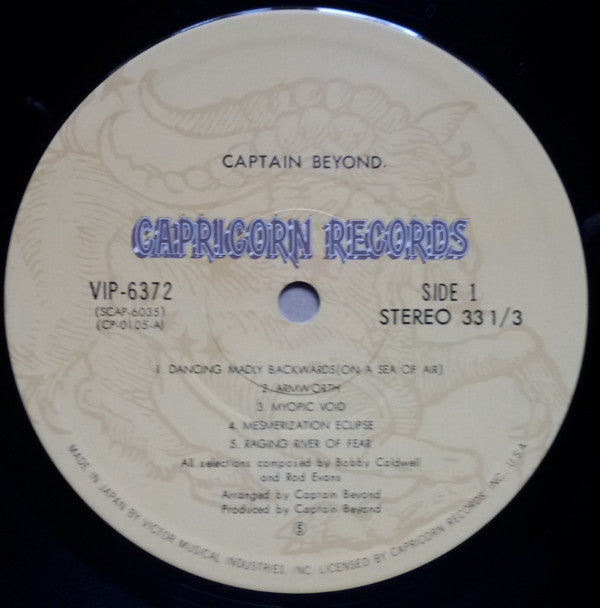 CAPTAIN BEYOND.
CAPRICORN RECORDS
VIP-6372
(SCAP-6035)
(CP-0105-A)
SIDE 1
STEREO 33 1/3
1. DANCING MADLY BACKWARDS(ON A SEA OF AIR)
2. ARMWORTH
3. MYOPIC VOID
4. MESMERIZATION ECLIPSE
5. RAGING RIVER OF FEAR
All selections composed by Bobby Caldwell
and Rod Evans
Arranged by Captain Beyond
Produced by Captain Beyond
Ⓢ
MADE IN JAPAN BY VICTOR MUSICAL INDUSTRIES, INC. LICENSED BY CAPRICORN RECORDS, INC. U.S.A.